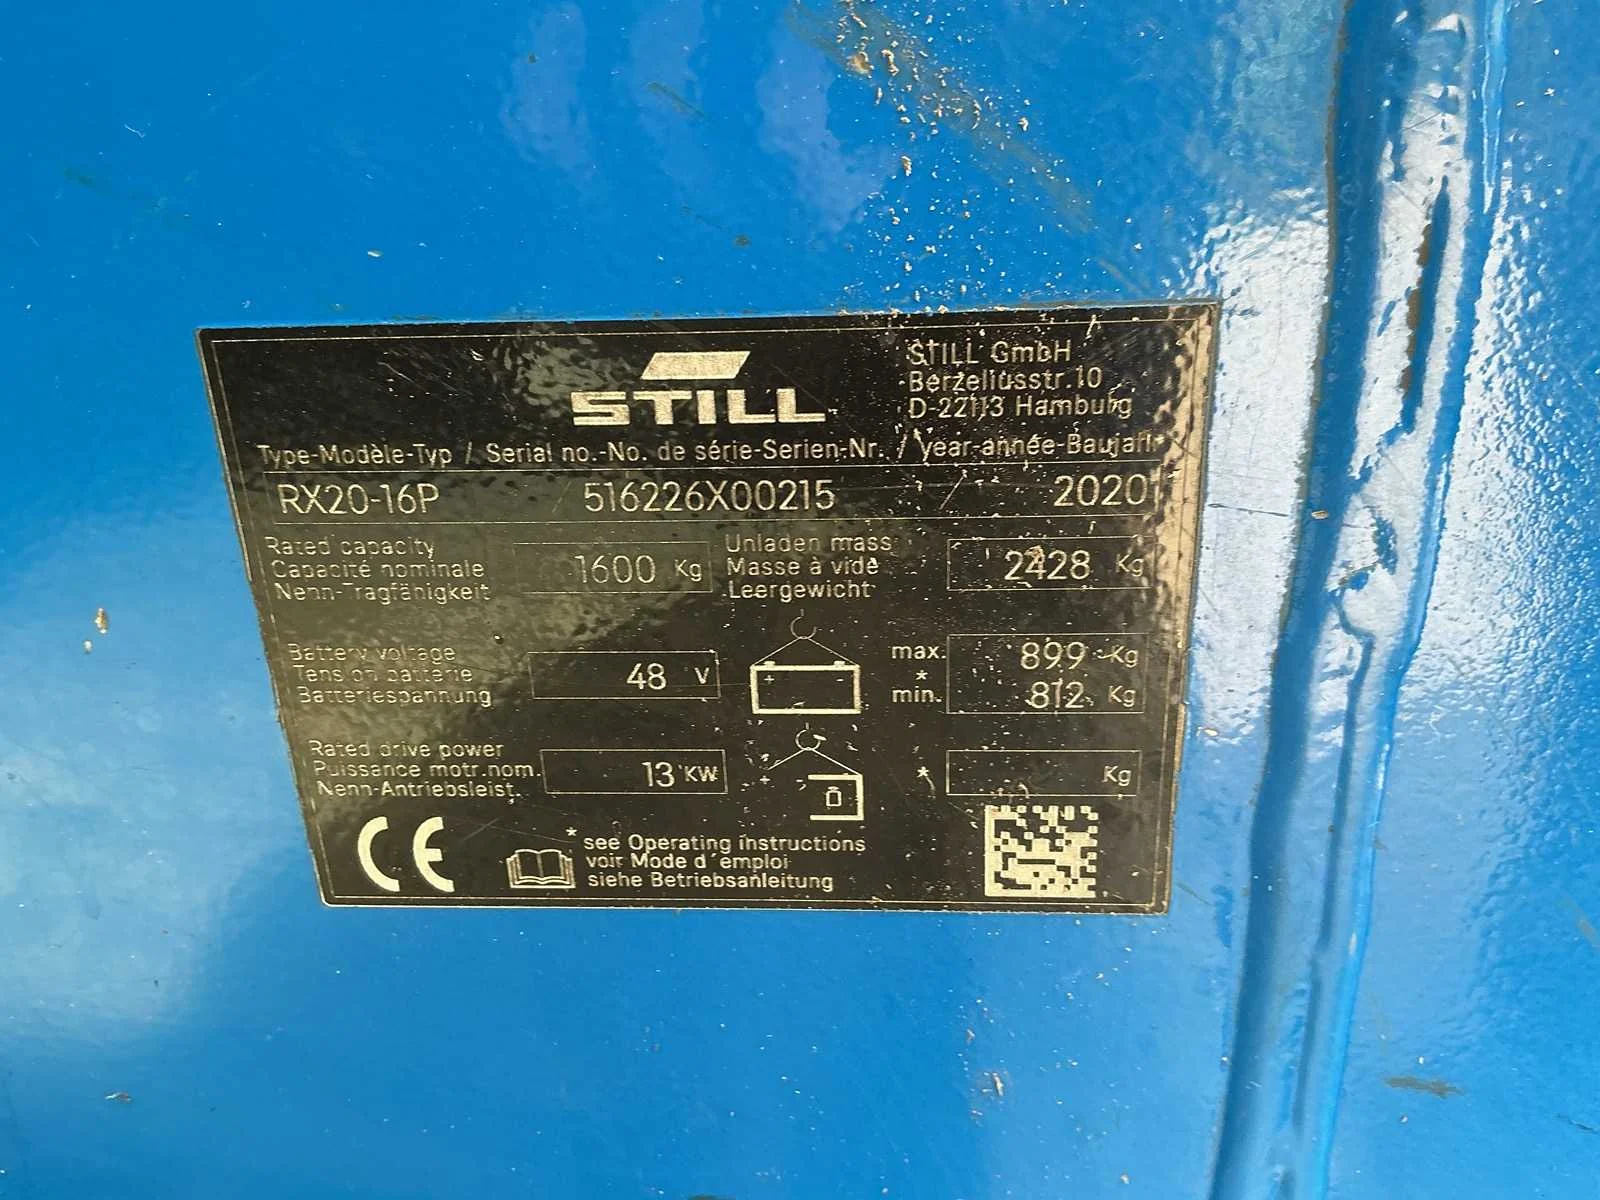 STILL
STILL GmbH
Berzeliusstr.10
D-22113 Hamburg
Type-Modèle-Typ / Serial no.-No. de série-Serien-Nr. / year-année-Baujahr
RX20-16P / 516226X00215 / 2020
Rated capacity
Capacité nominale
Nenn-Tragfähigkeit
1600 Kg
Unladen mass
Masse à vide
Leergewicht
2428 Kg
Battery voltage
Tension batterie
Batteriespannung
48 V
+ -
max. 899 Kg
*
min. 812 Kg
Rated drive power
Puissance motr.nom.
Nenn-Antriebsleist.
13 KW
+ -
* Kg
CE
* see Operating instructions
voir Mode d´emploi
siehe Betriebsanleitung